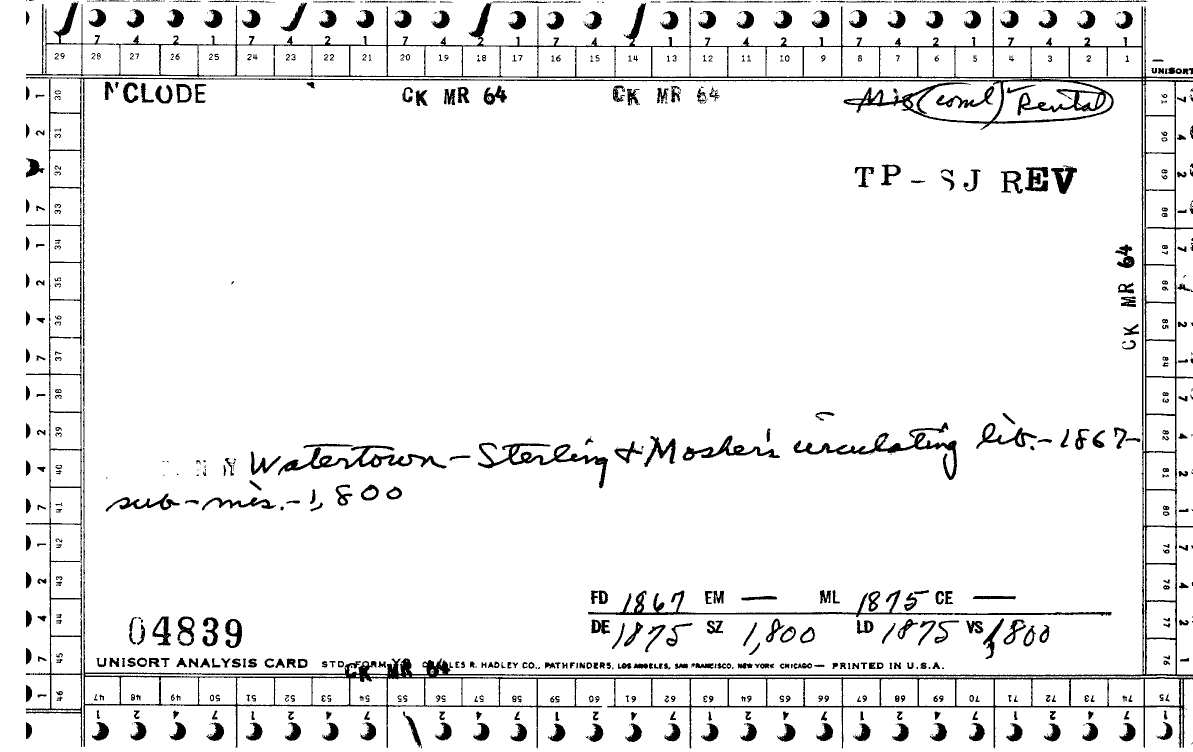 7 4 2 1 7 4 2 1 7 4 2 1 7 4 2 1 7 4 2 1 7 4 2 1 7 4 2 1
29 28 27 26 25 24 23 22 21 20 19 18 17 16 15 14 13 12 11 10 9 8 7 6 5 4 3 2 1
UNISORT
NCLODE CK MR 64 CK MR 64 Mis (coml) Rental
TP - SJ REV
CK MR 64
N Y Watertown - Sterling & Mosher's circulating lib. - 1867 -
sub - mis. - 1,800
FD 1867 EM — ML 1875 CE —
DE 1875 SZ 1,800 LD 1875 VS 1,800
04839
UNISORT ANALYSIS CARD STD. FORM CHARLES R. HADLEY CO., PATHFINDERS, LOS ANGELES, SAN FRANCISCO, NEW YORK CHICAGO — PRINTED IN U.S.A.
CK MR 64
47 48 49 50 51 52 53 54 55 56 57 58 59 60 61 62 63 64 65 66 67 68 69 70 71 72 73 74 75
1 2 4 7 1 2 4 7 1 2 4 7 1 2 4 7 1 2 4 7 1 2 4 7 1 2 4 7 1
30 31 32 33 34 35 36 37 38 39 40 41 42 43 44 45 46
91 90 89 88 87 86 85 84 83 82 81 80 79 78 77 76